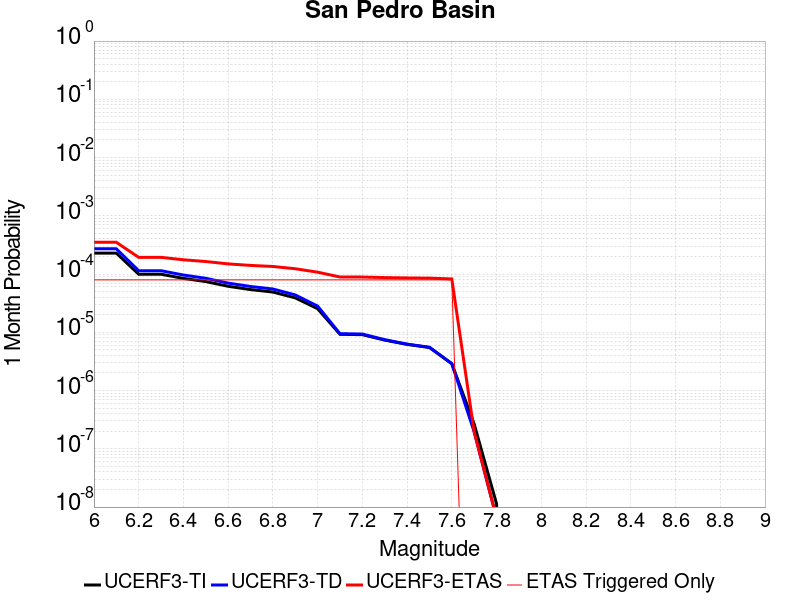 San Pedro Basin
10^0
10^-1
10^-2
10^-3
10^-4
10^-5
10^-6
10^-7
10^-8
1 Month Probability
6 6.2 6.4 6.6 6.8 7 7.2 7.4 7.6 7.8 8 8.2 8.4 8.6 8.8 9
Magnitude
UCERF3-TI UCERF3-TD UCERF3-ETAS ETAS Triggered Only